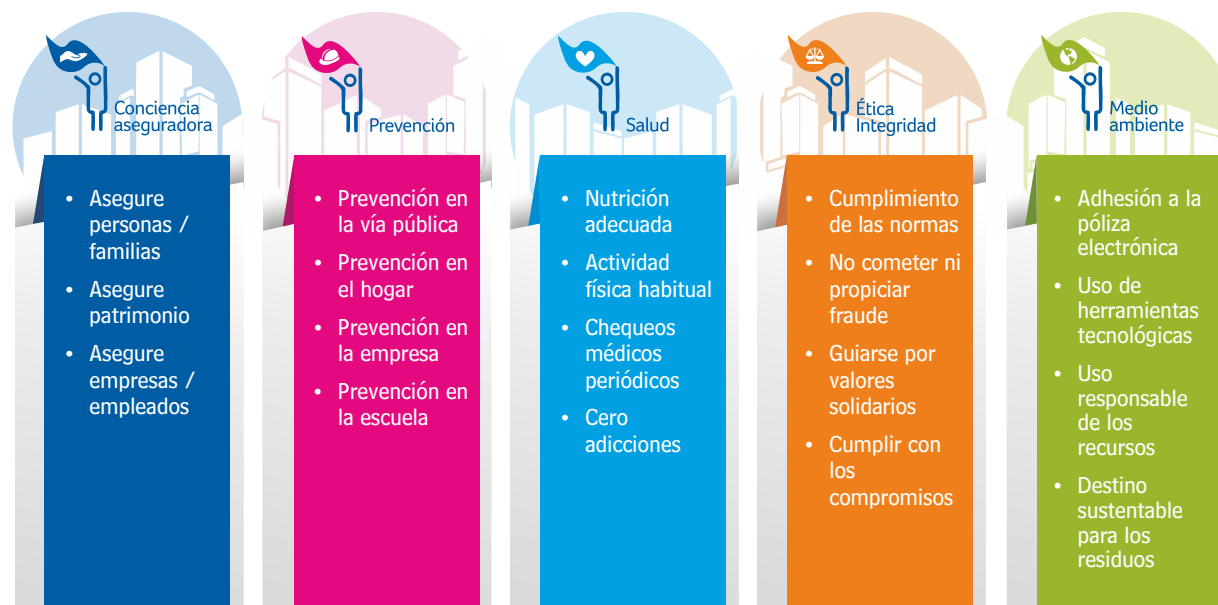 Conciencia
aseguradora
• Asegure
personas /
familias
• Asegure
patrimonio
• Asegure
empresas /
empleados
Prevención
• Prevención en
la vía pública
• Prevención en
el hogar
• Prevención en
la empresa
• Prevención en
la escuela
Salud
• Nutrición
adecuada
• Actividad
física habitual
• Chequeos
médicos
periódicos
• Cero
adicciones
Ética
Integridad
• Cumplimiento
de las normas
• No cometer ni
propiciar
fraude
• Guiarse por
valores
solidarios
• Cumplir con
los
compromisos
Medio
ambiente
• Adhesión a la
póliza
electrónica
• Uso de
herramientas
tecnológicas
• Uso
responsable
de los
recursos
• Destino
sustentable
para los
residuos